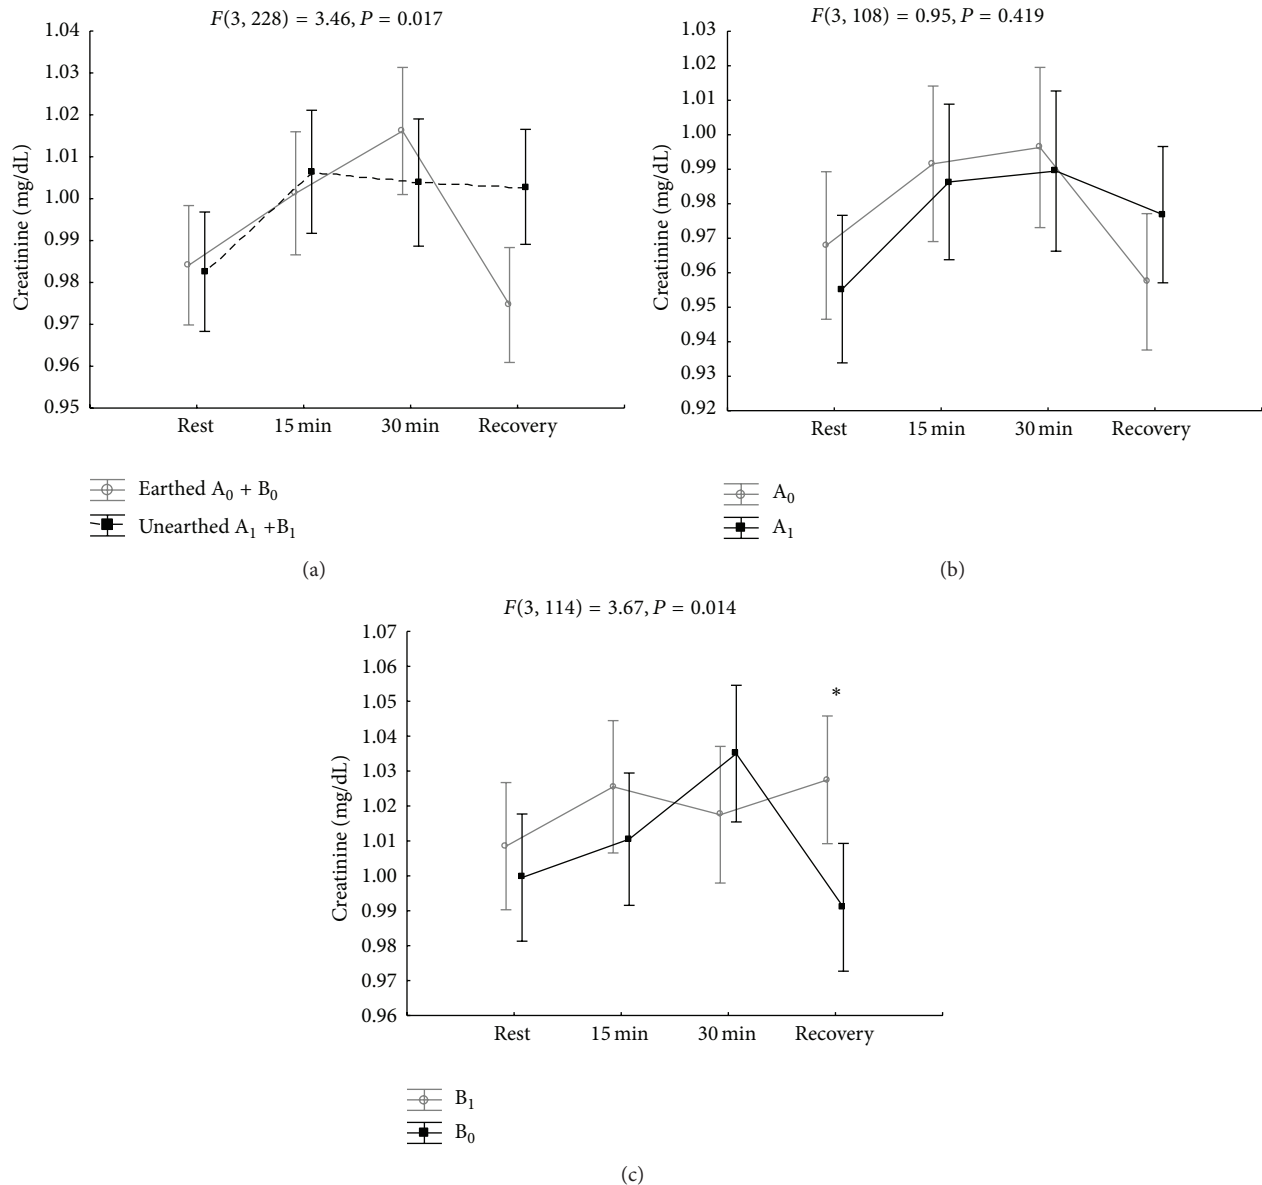 F(3, 228) = 3.46, P = 0.017
1.04
1.03
1.02
1.01
1.00
0.99
0.98
0.97
0.96
0.95
Creatinine (mg/dL)
Rest 15 min 30 min Recovery
Earthed A₀ + B₀
Unearthed A₁ +B₁
(a)
F(3, 108) = 0.95, P = 0.419
1.03
1.02
1.01
1.00
0.99
0.98
0.97
0.96
0.95
0.94
0.93
0.92
Creatinine (mg/dL)
Rest 15 min 30 min Recovery
A₀
A₁
(b)
F(3, 114) = 3.67, P = 0.014
1.07
1.06
1.05
1.04
1.03
1.02
1.01
1.00
0.99
0.98
0.97
0.96
Creatinine (mg/dL)
*
Rest 15 min 30 min Recovery
B₁
B₀
(c)